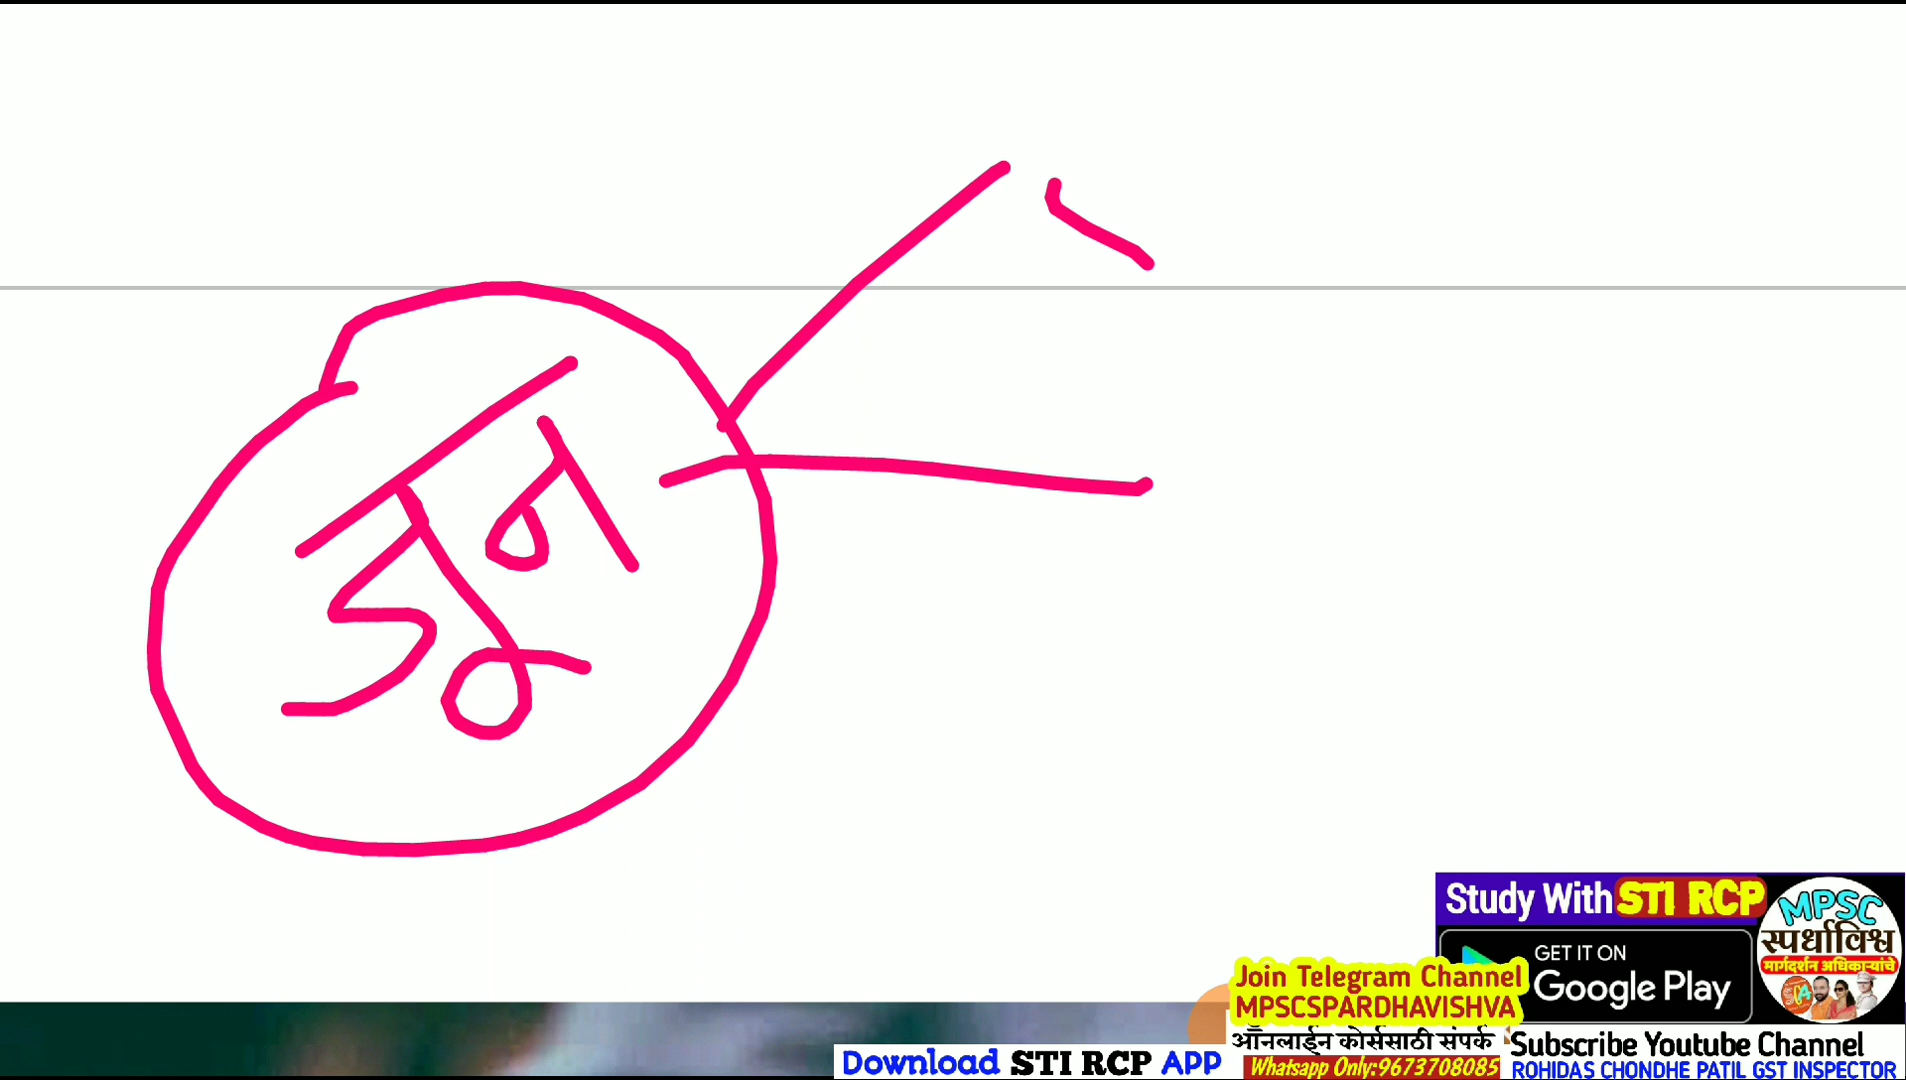 जून
Study With STI RCP
MPSC
स्पर्धाविश्व
मार्गदर्शन अधिकाऱ्यांचे
GET IT ON
Google Play
Join Telegram Channel
MPSCSPARDHAVISHVA
ऑनलाईन कोर्ससाठी संपर्क
Whatsapp Only:9673708085
Download STI RCP APP
Subscribe Youtube Channel
ROHIDAS CHONDHE PATIL GST INSPECTOR